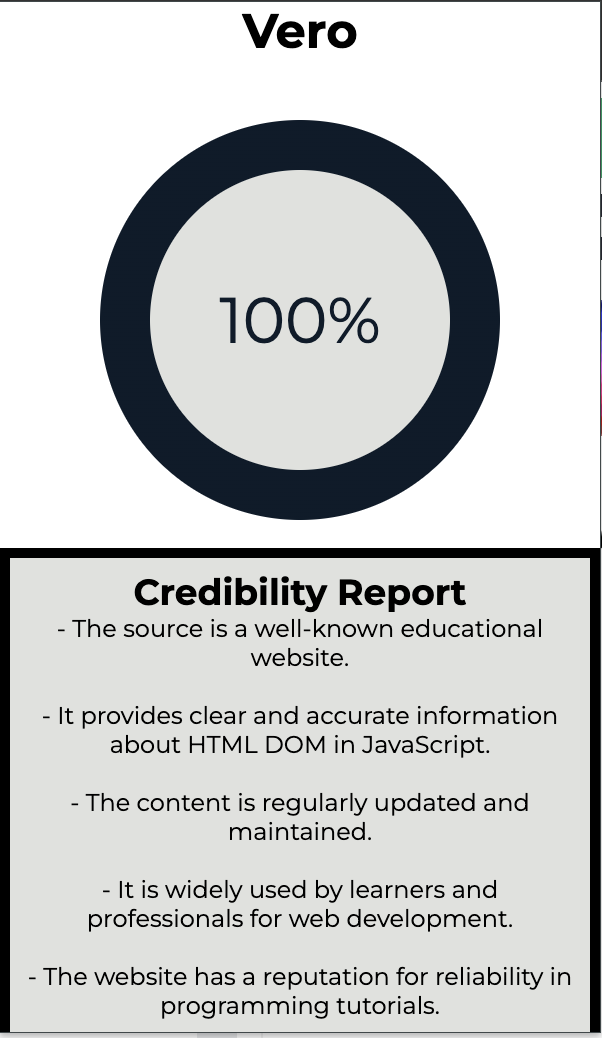 Vero
100%
Credibility Report
- The source is a well-known educational
website.
- It provides clear and accurate information
about HTML DOM in JavaScript.
- The content is regularly updated and
maintained.
- It is widely used by learners and
professionals for web development.
- The website has a reputation for reliability in
programming tutorials.